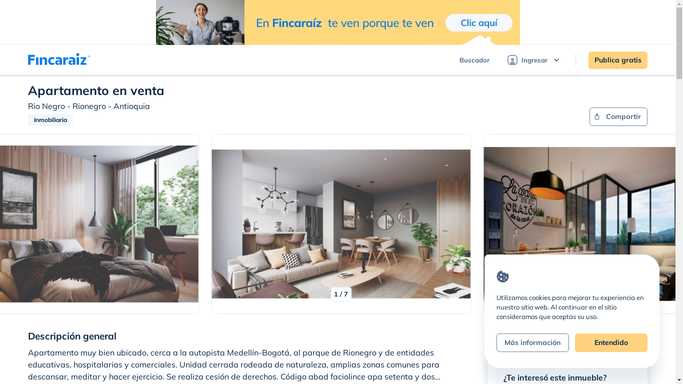 En Fincaraíz te ven porque te ven
Clic aquí
Fincaraíz
Buscador
Ingresar
Publica gratis
Apartamento en venta
Rio Negro - Rionegro - Antioquia
Inmobiliaria
Compartir
1 / 7
Utilizamos cookies para mejorar tu experiencia en
nuestro sitio web. Al continuar en el sitio
consideramos que aceptas su uso.
Más información
Entendido
Descripción general
Apartamento muy bien ubicado, cerca a la autopista Medellín-Bogotá, al parque de Rionegro y de entidades
educativas, hospitalarias y comerciales. Unidad cerrada rodeada de naturaleza, amplias zonas comunes para
descansar, meditar y hacer ejercicio. Se realiza cesión de derechos. Código abad faciolince apa setenta y dos...
¿Te interesó este inmueble?